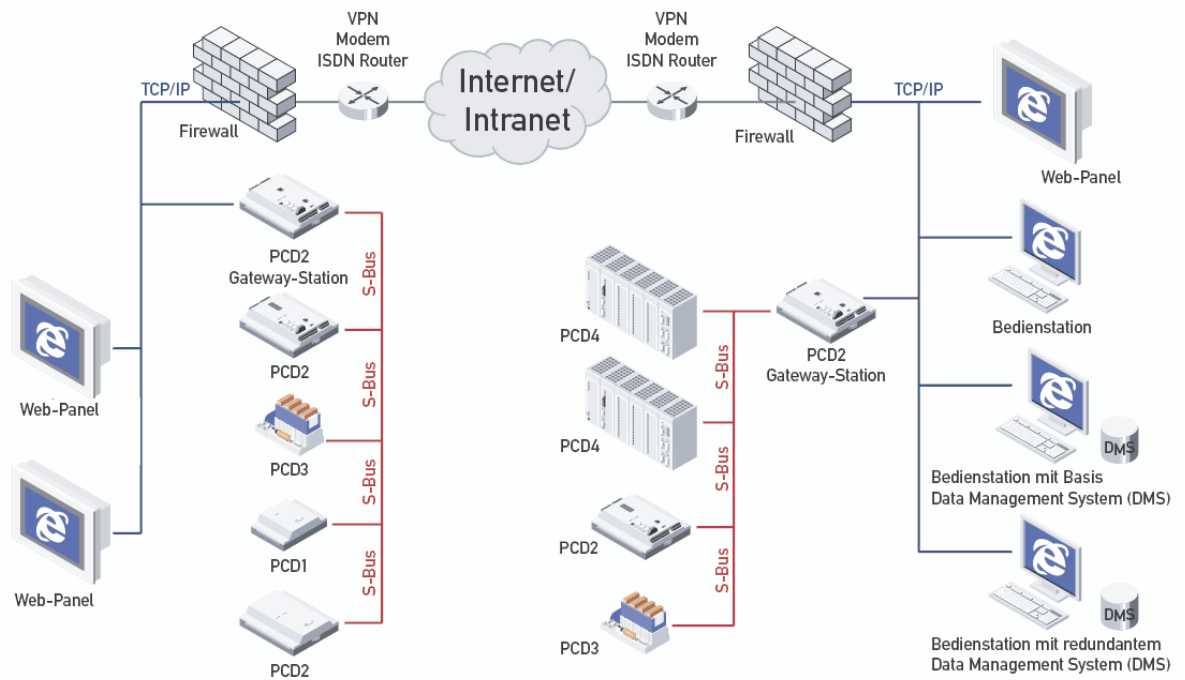 VPN
Modem
ISDN Router
VPN
Modem
ISDN Router
Internet/
Intranet
TCP/IP
TCP/IP
Firewall
Firewall
Web-Panel
PCD2
Gateway-Station
S-Bus
PCD2
S-Bus
PCD3
S-Bus
PCD1
S-Bus
PCD2
Web-Panel
Web-Panel
PCD4
S-Bus
PCD4
S-Bus
PCD2
S-Bus
PCD3
PCD2
Gateway-Station
Bedienstation
DMS
Bedienstation mit Basis
Data Management System (DMS)
DMS
Bedienstation mit redundantem
Data Management System (DMS)